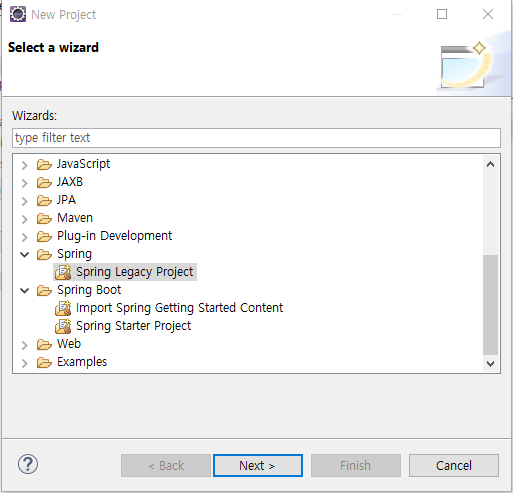 New Project
Select a wizard
Wizards:
type filter text
JavaScript
JAXB
JPA
Maven
Plug-in Development
Spring
Spring Legacy Project
Spring Boot
Import Spring Getting Started Content
Spring Starter Project
Web
Examples
? < Back Next > Finish Cancel